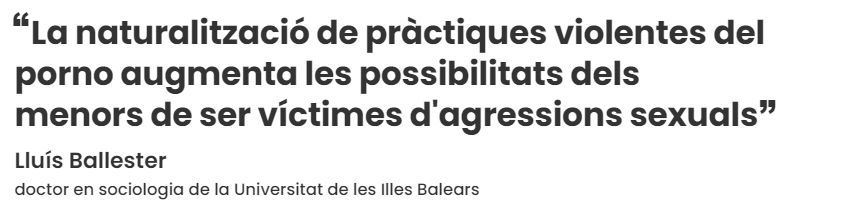 “La naturalització de pràctiques violentes del
porno augmenta les possibilitats dels
menors de ser víctimes d'agressions sexuals”
Lluís Ballester
doctor en sociologia de la Universitat de les Illes Balears